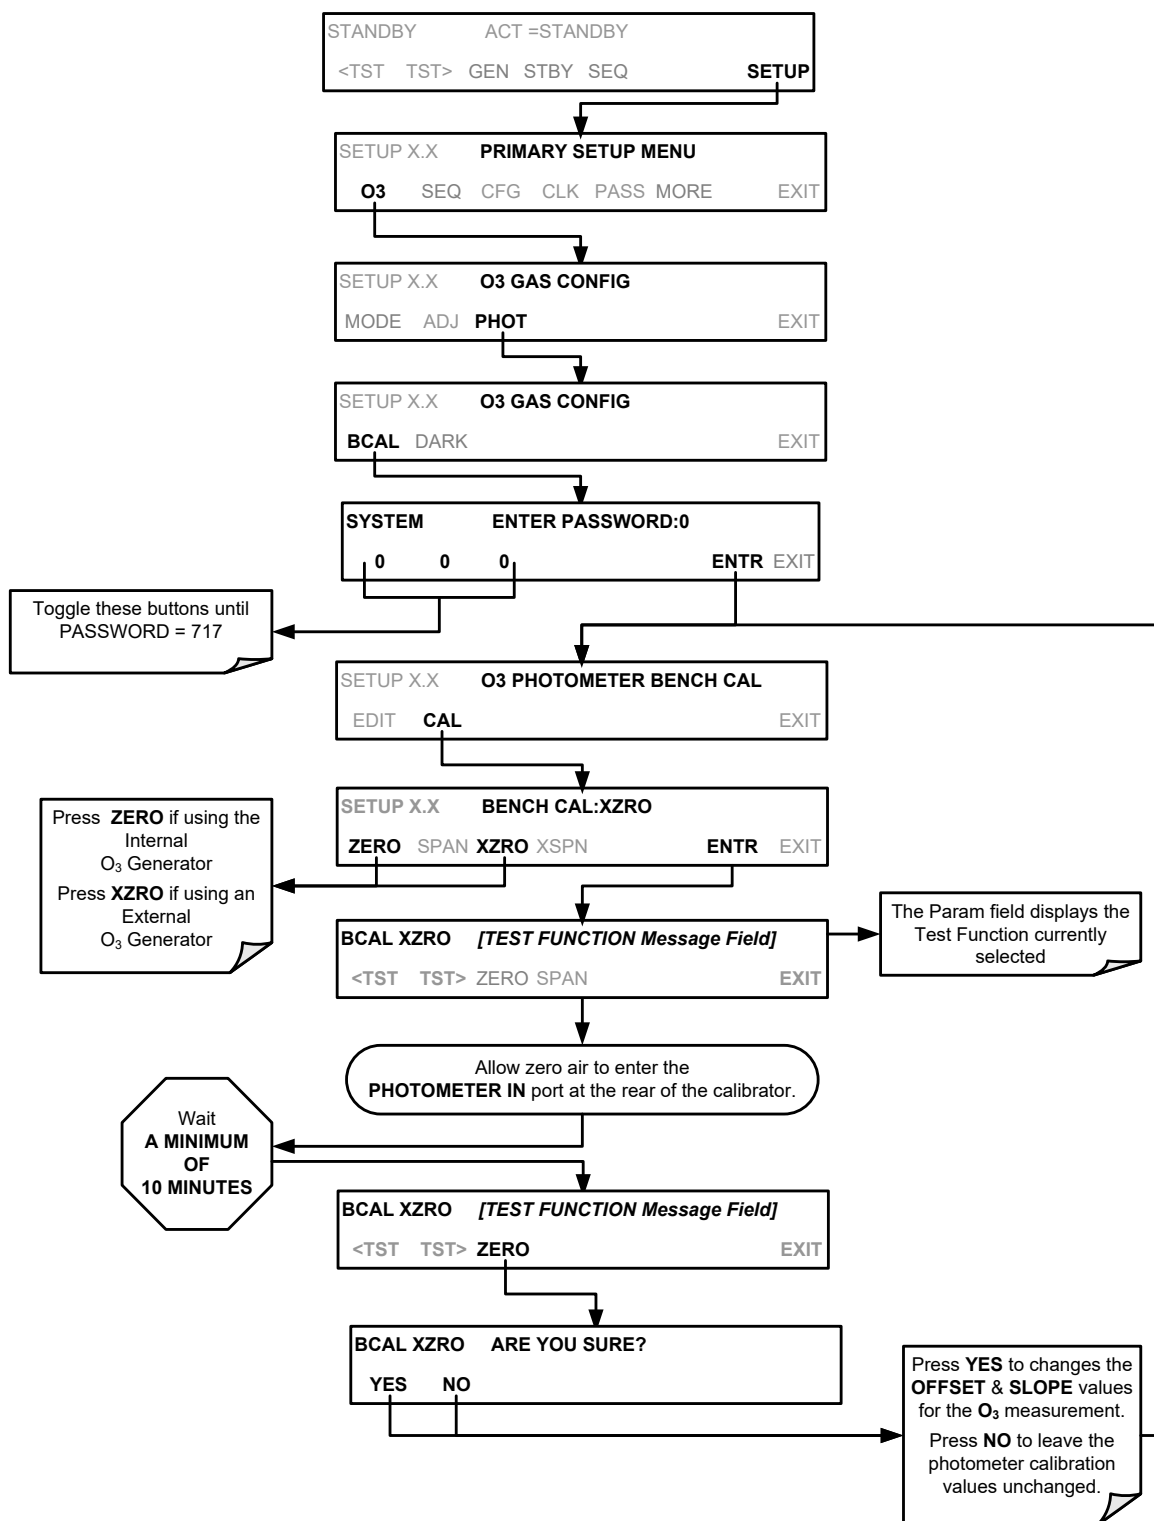 STANDBY ACT =STANDBY
<TST TST> GEN STBY SEQ SETUP
SETUP X.X PRIMARY SETUP MENU
O3 SEQ CFG CLK PASS MORE EXIT
SETUP X.X O3 GAS CONFIG
MODE ADJ PHOT EXIT
SETUP X.X O3 GAS CONFIG
BCAL DARK EXIT
SYSTEM ENTER PASSWORD:0
0 0 0 ENTR EXIT
Toggle these buttons until
PASSWORD = 717
SETUP X.X O3 PHOTOMETER BENCH CAL
EDIT CAL EXIT
SETUP X.X BENCH CAL:XZRO
ZERO SPAN XZRO XSPN ENTR EXIT
Press ZERO if using the
Internal
O₃ Generator
Press XZRO if using an
External
O₃ Generator
BCAL XZRO [TEST FUNCTION Message Field]
<TST TST> ZERO SPAN EXIT
The Param field displays the
Test Function currently
selected
Allow zero air to enter the
PHOTOMETER IN port at the rear of the calibrator.
Wait
A MINIMUM
OF
10 MINUTES
BCAL XZRO [TEST FUNCTION Message Field]
<TST TST> ZERO EXIT
BCAL XZRO ARE YOU SURE?
YES NO
Press YES to changes the
OFFSET & SLOPE values
for the O₃ measurement.
Press NO to leave the
photometer calibration
values unchanged.